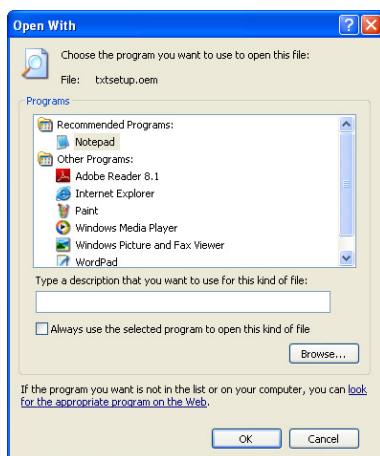 Open With
Choose the program you want to use to open this file:
File: txtsetup.oem
Programs
Recommended Programs:
Notepad
Other Programs:
Adobe Reader 8.1
Internet Explorer
Paint
Windows Media Player
Windows Picture and Fax Viewer
WordPad
Type a description that you want to use for this kind of file:
Always use the selected program to open this kind of file
Browse...
If the program you want is not in the list or on your computer, you can look
for the appropriate program on the Web.
OK Cancel